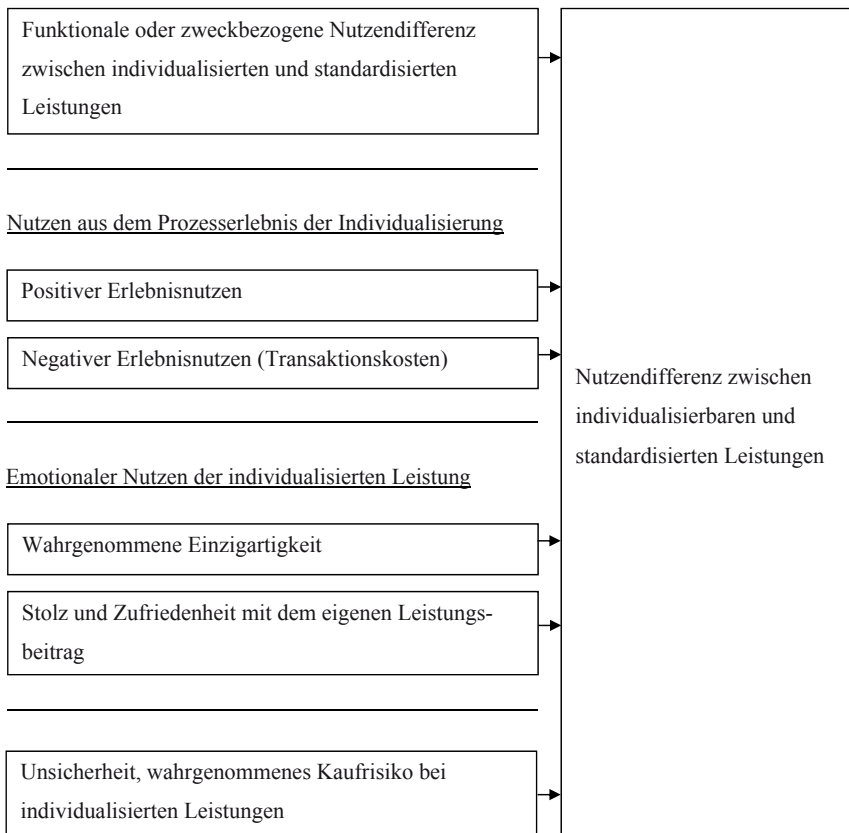 Funktionale oder zweckbezogene Nutzendifferenz
zwischen individualisierten und standardisierten
Leistungen
Nutzen aus dem Prozesserlebnis der Individualisierung
Positiver Erlebnisnutzen
Negativer Erlebnisnutzen (Transaktionskosten)
Emotionaler Nutzen der individualisierten Leistung
Wahrgenommene Einzigartigkeit
Stolz und Zufriedenheit mit dem eigenen Leistungs-
beitrag
Unsicherheit, wahrgenommenes Kaufrisiko bei
individualisierten Leistungen
Nutzendifferenz zwischen
individualisierbaren und
standardisierten Leistungen